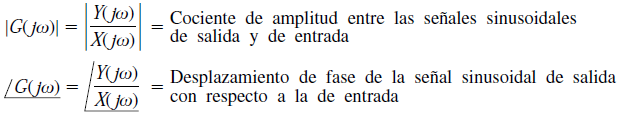 |G(jω)| = |Y(jω)/X(jω)| = Cociente de amplitud entre las señales sinusoidales
de salida y de entrada
∠G(jω) = ∠Y(jω)/X(jω) = Desplazamiento de fase de la señal sinusoidal de salida
con respecto a la de entrada